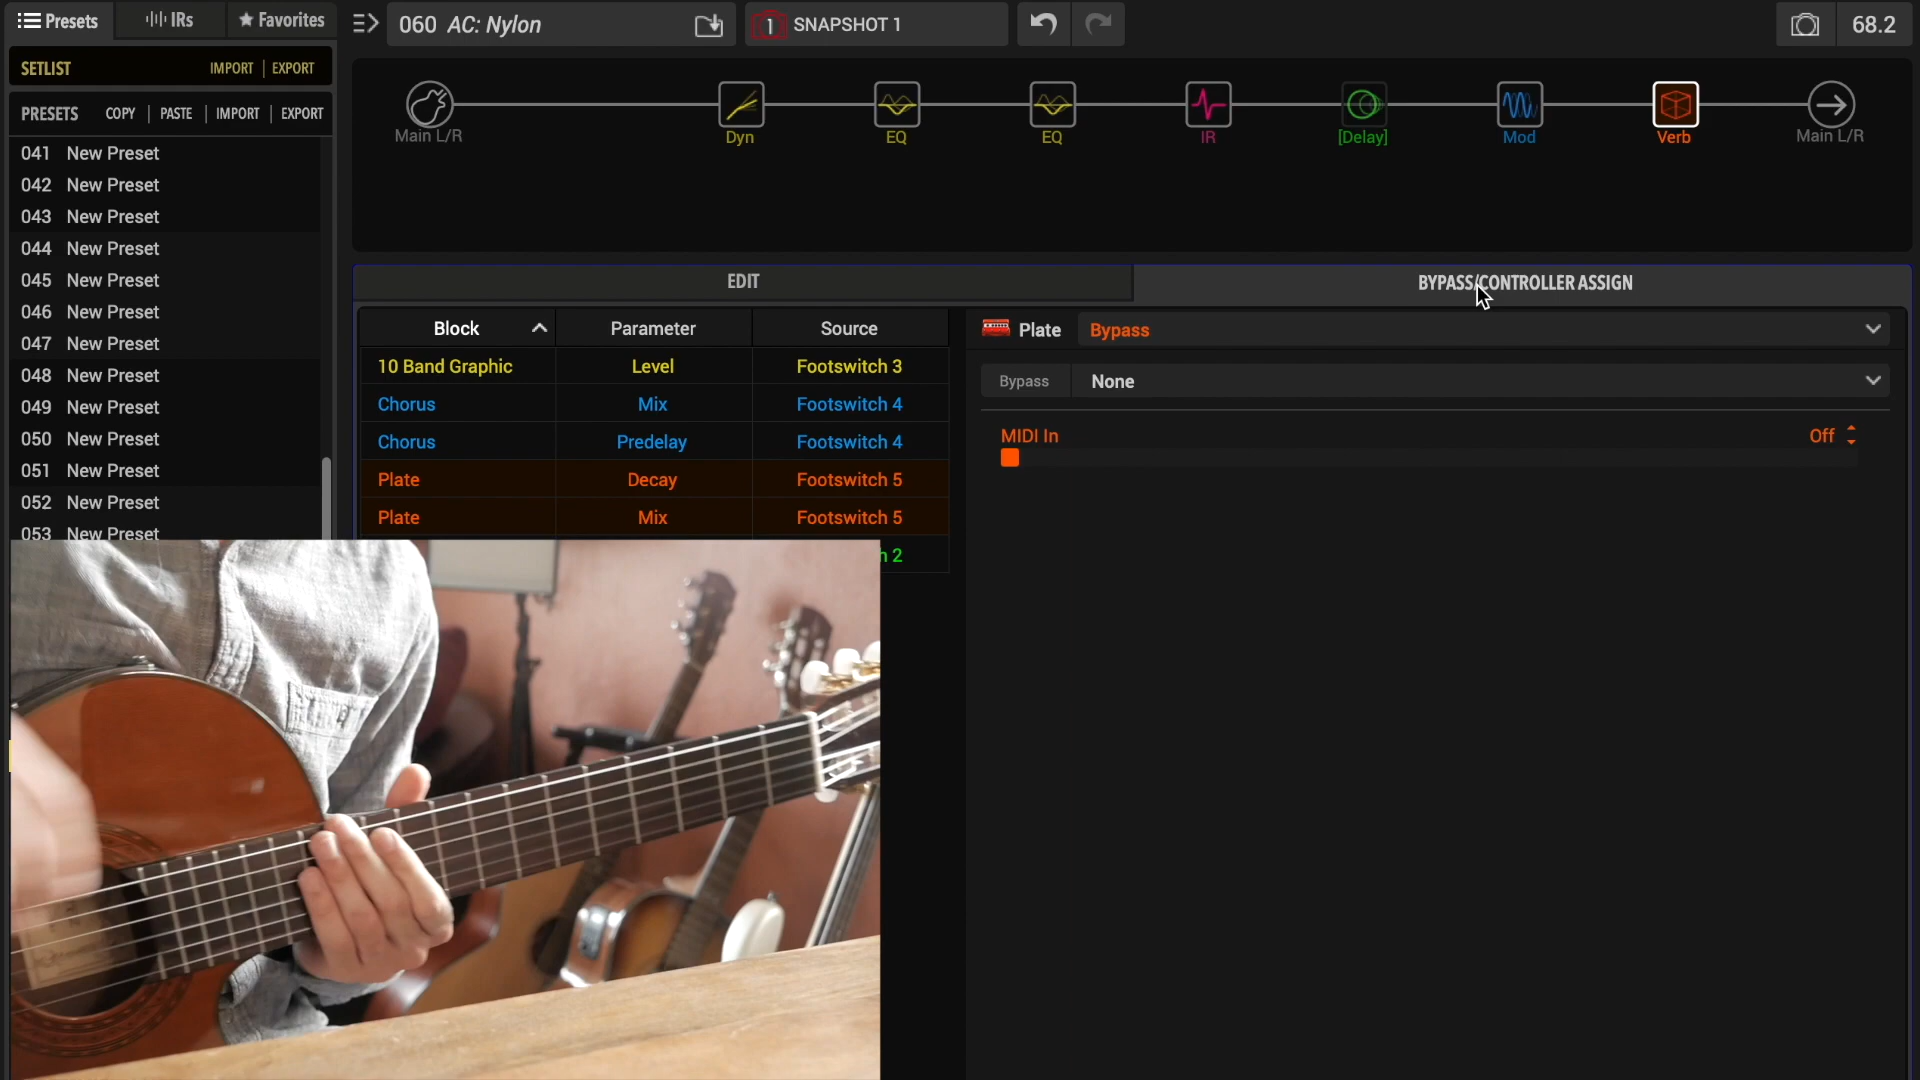 Presets
IRs
Favorites
060 AC: Nylon
1
SNAPSHOT 1
68.2
SETLIST
IMPORT
EXPORT
PRESETS
COPY
PASTE
IMPORT
EXPORT
041 New Preset
042 New Preset
043 New Preset
044 New Preset
045 New Preset
046 New Preset
047 New Preset
048 New Preset
049 New Preset
050 New Preset
051 New Preset
052 New Preset
053 New Preset
Main L/R
Dyn
EQ
EQ
IR
[Delay]
Mod
Verb
Main L/R
EDIT
BYPASS/CONTROLLER ASSIGN
Block Parameter Source
10 Band Graphic Level Footswitch 3
Chorus Mix Footswitch 4
Chorus Predelay Footswitch 4
Plate Decay Footswitch 5
Plate Mix Footswitch 5
h 2
Plate Bypass
Bypass None
MIDI In Off